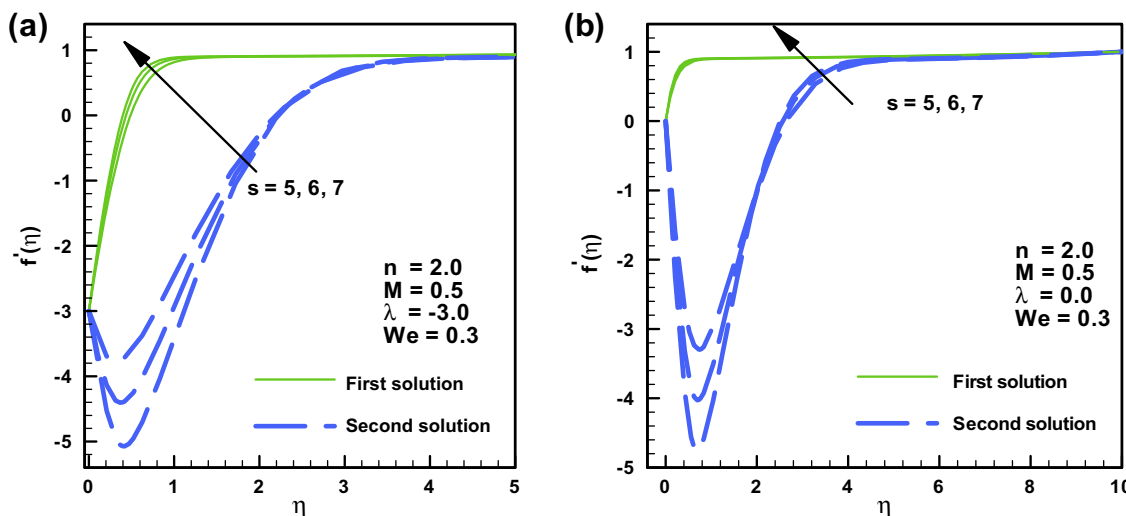 (a)
1
0
-1
-2
-3
-4
-5
f'(η)
0
1
2
3
4
5
η
s = 5, 6, 7
n = 2.0
M = 0.5
λ = -3.0
We = 0.3
First solution
Second solution
(b)
1
0
-1
-2
-3
-4
-5
f'(η)
0
2
4
6
8
10
η
s = 5, 6, 7
n = 2.0
M = 0.5
λ = 0.0
We = 0.3
First solution
Second solution